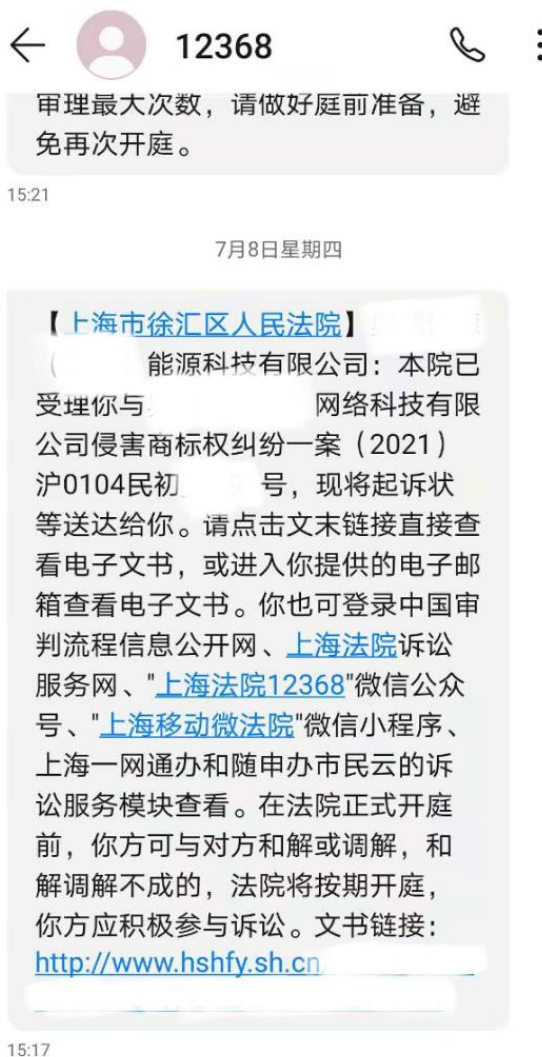 12368
审理最大次数，请做好庭前准备，避
免再次开庭。
15:21
7月8日星期四
【上海市徐汇区人民法院】
（ ）能源科技有限公司：本院已
受理你与 网络科技有限
公司侵害商标权纠纷一案（2021）
沪0104民初 9 号，现将起诉状
等送达给你。请点击文末链接直接查
看电子文书，或进入你提供的电子邮
箱查看电子文书。你也可登录中国审
判流程信息公开网、上海法院诉讼
服务网、"上海法院12368"微信公众
号、"上海移动微法院"微信小程序、
上海一网通办和随申办市民云的诉
讼服务模块查看。在法院正式开庭
前，你方可与对方和解或调解，和
解调解不成的，法院将按期开庭，
你方应积极参与诉讼。文书链接：
http://www.hshfy.sh.cn
15:17